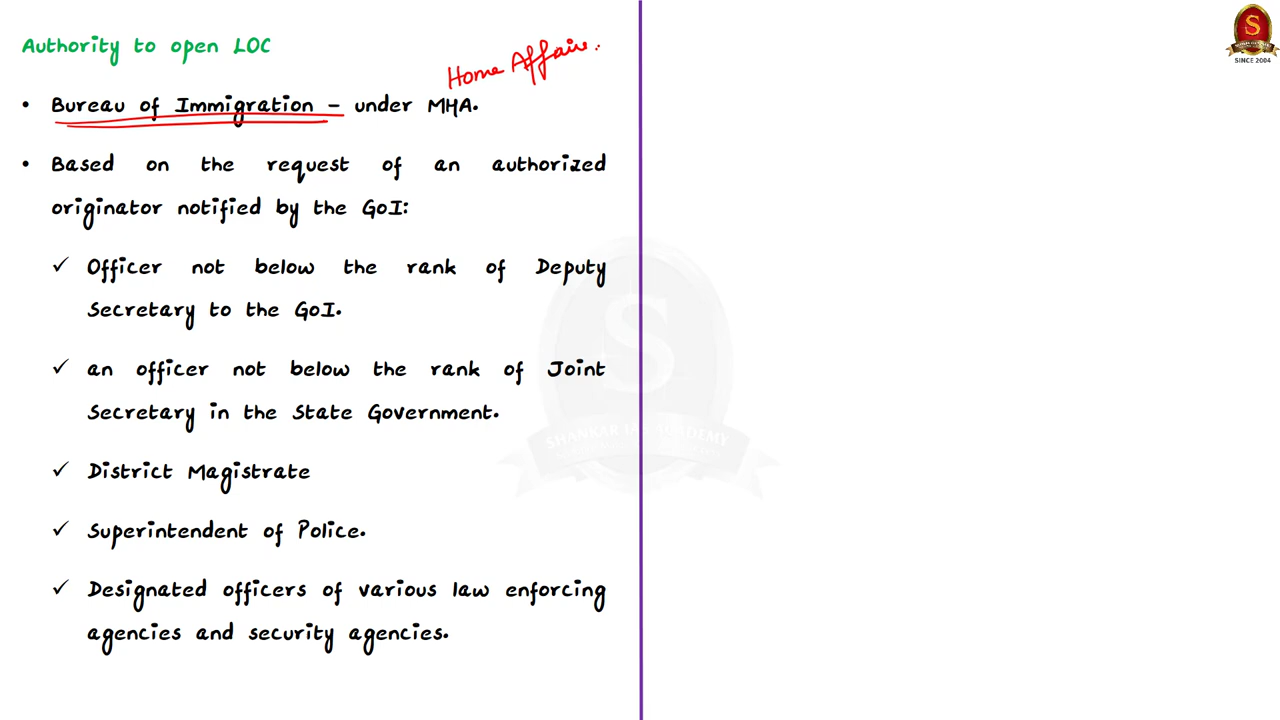 Authority to open LOC
Home Affairs.
• Bureau of Immigration – under MHA.
• Based on the request of an authorized
originator notified by the GoI:
✓ Officer not below the rank of Deputy
Secretary to the GoI.
✓ an officer not below the rank of Joint
Secretary in the State Government.
✓ District Magistrate
✓ Superintendent of Police.
✓ Designated officers of various law enforcing
agencies and security agencies.
S
SINCE 2004
S
SHANKAR IAS ACADEMY